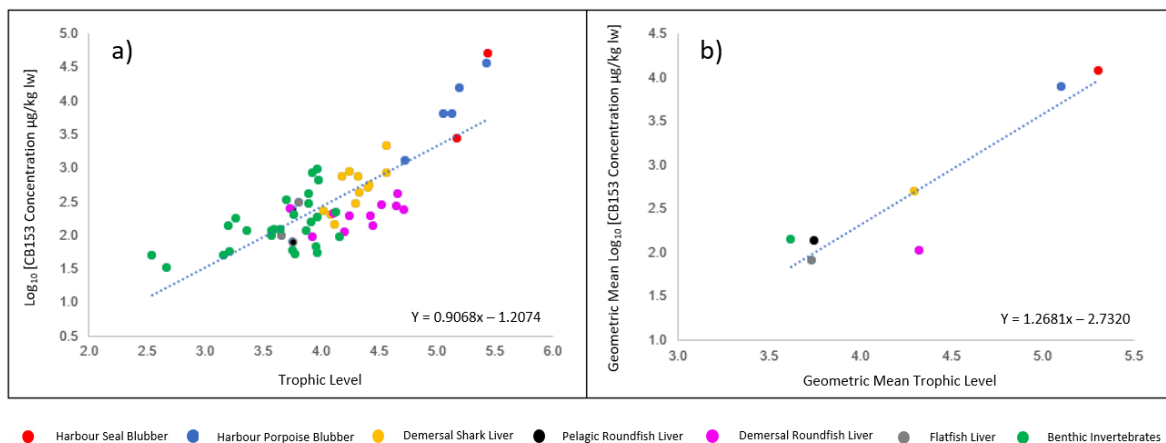 a)
Log₁₀ [CB153 Concentration µg/kg lw]
5.0
4.5
4.0
3.5
3.0
2.5
2.0
1.5
1.0
0.5
2.0 2.5 3.0 3.5 4.0 4.5 5.0 5.5 6.0
Trophic Level
Y = 0.9068x – 1.2074
b)
Geometric Mean Log₁₀ [CB153 Concentration µg/kg lw]
4.5
4.0
3.5
3.0
2.5
2.0
1.5
1.0
3.0 3.5 4.0 4.5 5.0 5.5
Geometric Mean Trophic Level
Y = 1.2681x – 2.7320
Harbour Seal Blubber Harbour Porpoise Blubber Demersal Shark Liver Pelagic Roundfish Liver Demersal Roundfish Liver Flatfish Liver Benthic Invertebrates